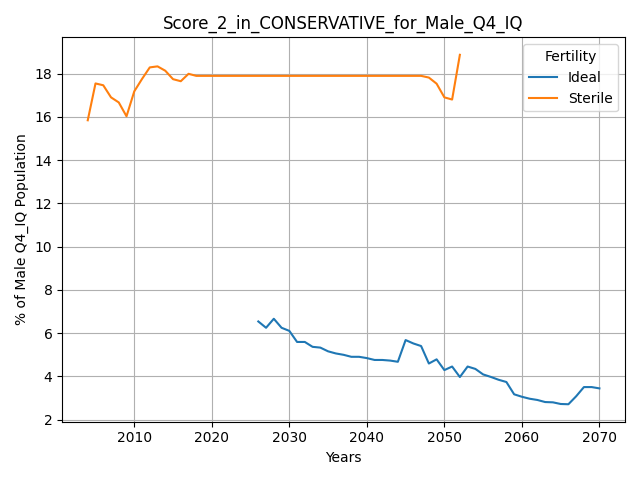 Score_2_in_CONSERVATIVE_for_Male_Q4_IQ
Fertility
Ideal
Sterile
% of Male Q4_IQ Population
18
16
14
12
10
8
6
4
2
2010 2020 2030 2040 2050 2060 2070
Years